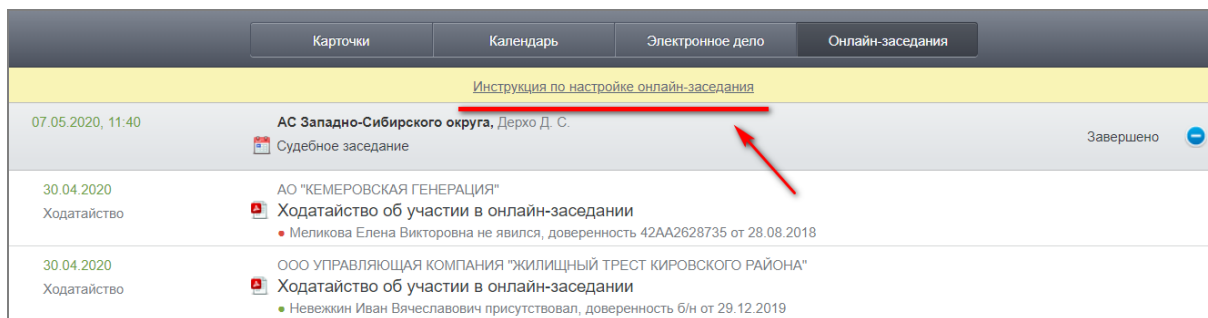 Карточки Календарь Электронное дело Онлайн-заседания
Инструкция по настройке онлайн-заседания
07.05.2020, 11:40 АС Западно-Сибирского округа, Дерхо Д. С.
Судебное заседание Завершено
30.04.2020 АО "КЕМЕРОВСКАЯ ГЕНЕРАЦИЯ"
Ходатайство Ходатайство об участии в онлайн-заседании
• Меликова Елена Викторовна не явился, доверенность 42АА2628735 от 28.08.2018
30.04.2020 ООО УПРАВЛЯЮЩАЯ КОМПАНИЯ "ЖИЛИЩНЫЙ ТРЕСТ КИРОВСКОГО РАЙОНА"
Ходатайство Ходатайство об участии в онлайн-заседании
• Невежкин Иван Вячеславович присутствовал, доверенность б/н от 29.12.2019